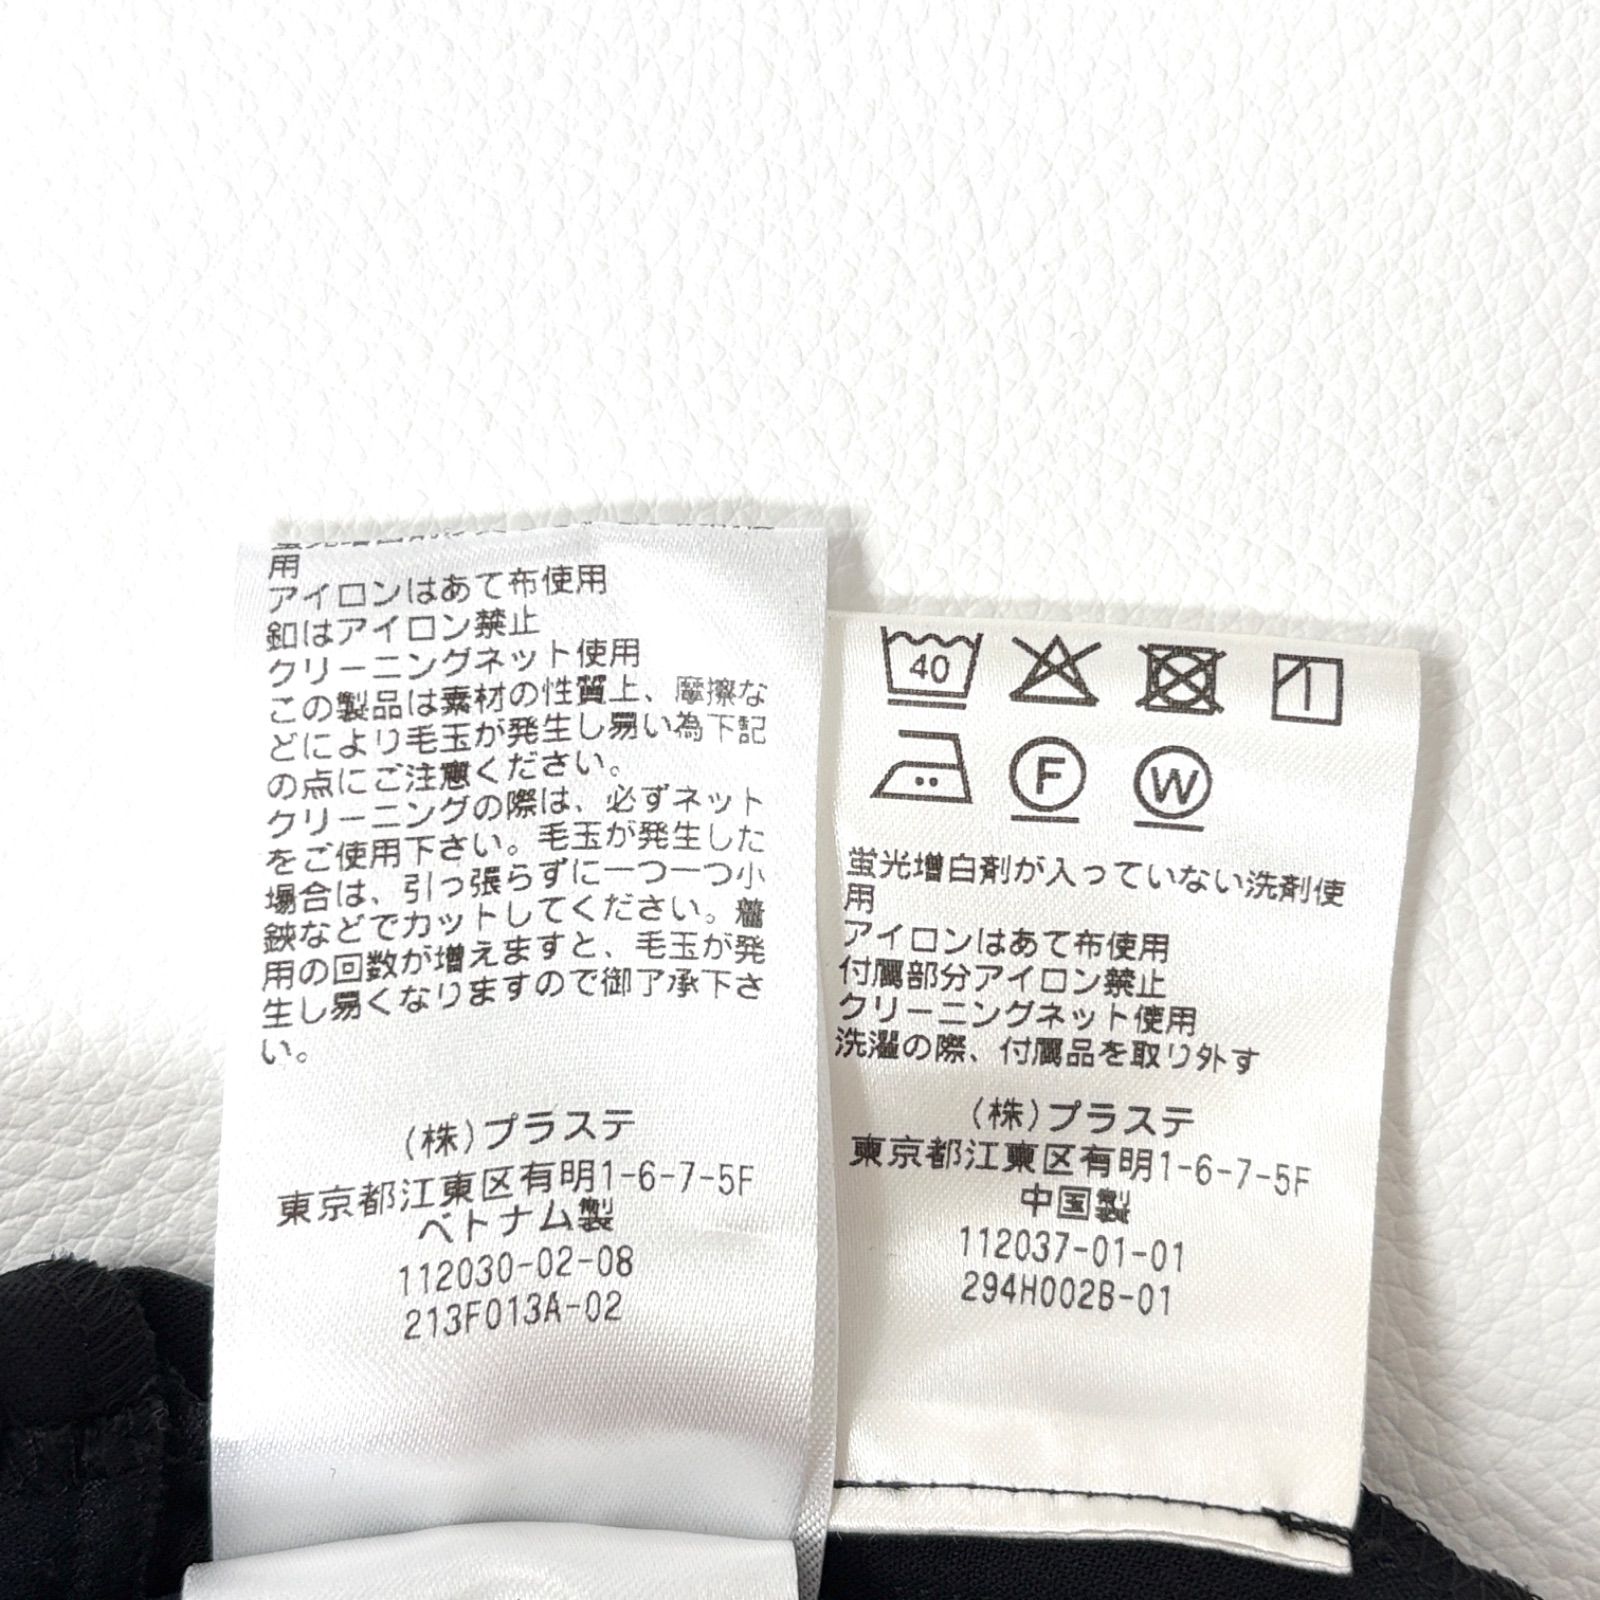 蛍光増白剤
用
アイロンはあて布使用
釦はアイロン禁止
クリーニングネット使用
この製品は素材の性質上、摩擦な
どにより毛玉が発生し易い為下記
の点にご注意ください。
クリーニングの際は、必ずネット
をご使用下さい。毛玉が発生した
場合は、引っ張らずに一つ一つ小
鋏などでカットしてください。着
用の回数が増えますと、毛玉が発
生し易くなりますので御了承下さ
い。
(株)プラステ
東京都江東区有明1-6-7-5F
ベトナム製
112030-02-08
213F013A-02
40
F
W
蛍光増白剤が入っていない洗剤使
用
アイロンはあて布使用
付属部分アイロン禁止
クリーニングネット使用
洗濯の際、付属品を取り外す
(株)プラステ
東京都江東区有明1-6-7-5F
中国製
112037-01-01
294H002B-01